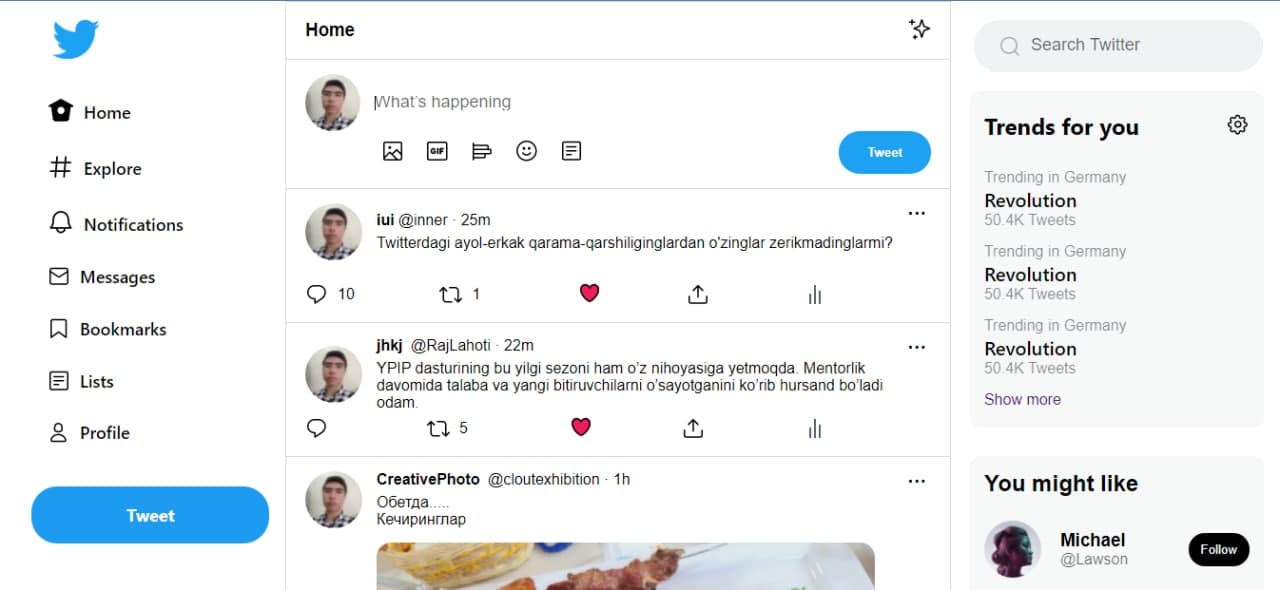 Home
Explore
Notifications
Messages
Bookmarks
Lists
Profile
Tweet
Home
What's happening
GIF
Tweet
iui @inner · 25m
Twitterdagi ayol-erkak qarama-qarshiliginglardan o'zinglar zerikmadinglarmi?
10
1
jhkj @RajLahoti · 22m
YPIP dasturining bu yilgi sezoni ham o’z nihoyasiga yetmoqda. Mentorlik
davomida talaba va yangi bitiruvchilarni o’sayotganini ko’rib hursand bo’ladi
odam.
5
CreativePhoto @cloutexhibition · 1h
Обетда.....
Кечиринглар
Search Twitter
Trends for you
Trending in Germany
Revolution
50.4K Tweets
Trending in Germany
Revolution
50.4K Tweets
Trending in Germany
Revolution
50.4K Tweets
Show more
You might like
Michael
@Lawson
Follow